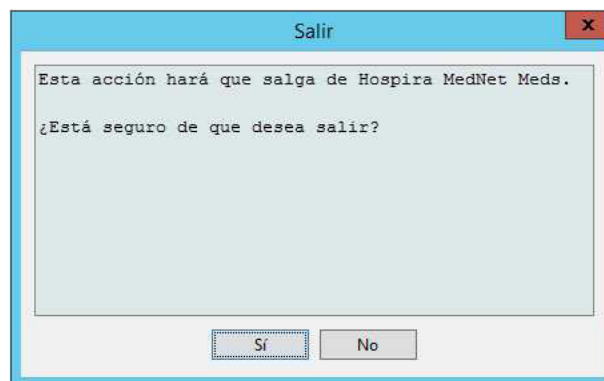 Salir
x
Esta acción hará que salga de Hospira MedNet Meds.
¿Está seguro de que desea salir?
Sí
No